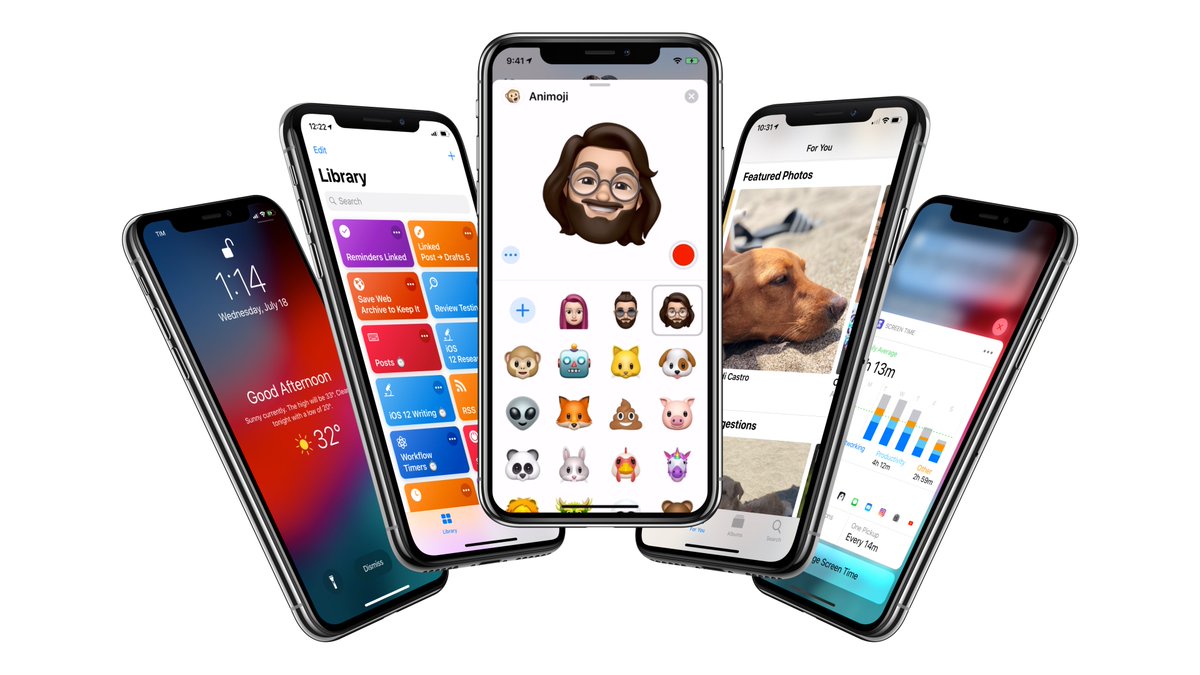 TIM
1:14
Wednesday, July 18
Good Afternoon
Sunny currently. The high will be 33°. Clear
tonight with a low of 20°.
32°
Dismiss
12:22
Edit
Library
Search
Reminders Linked
Linked
Post → Drafts 5
Save Web
Archive to Keep It
Review Testing
Posts
iOS
12 Resea
iOS 12 Writing
RSS
Workflow
Timers
Library
9:41
Animoji
10:31
For You
Featured Photos
di Castro
gestions
For You
Albums
Search
SCREEN TIME
Average
h 13m
W
T
F
S
working
Productivity
4h 12m
Other
2h 59m
One Pickup
Every 14m
ge Screen Time